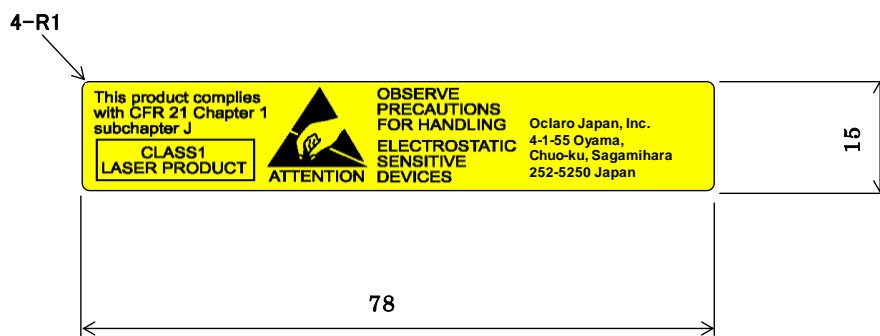 4-R1
This product complies
with CFR 21 Chapter 1
subchapter J
CLASS1
LASER PRODUCT
ATTENTION
OBSERVE
PRECAUTIONS
FOR HANDLING
ELECTROSTATIC
SENSITIVE
DEVICES
Oclaro Japan, Inc.
4-1-55 Oyama,
Chuo-ku, Sagamihara
252-5250 Japan
15
78